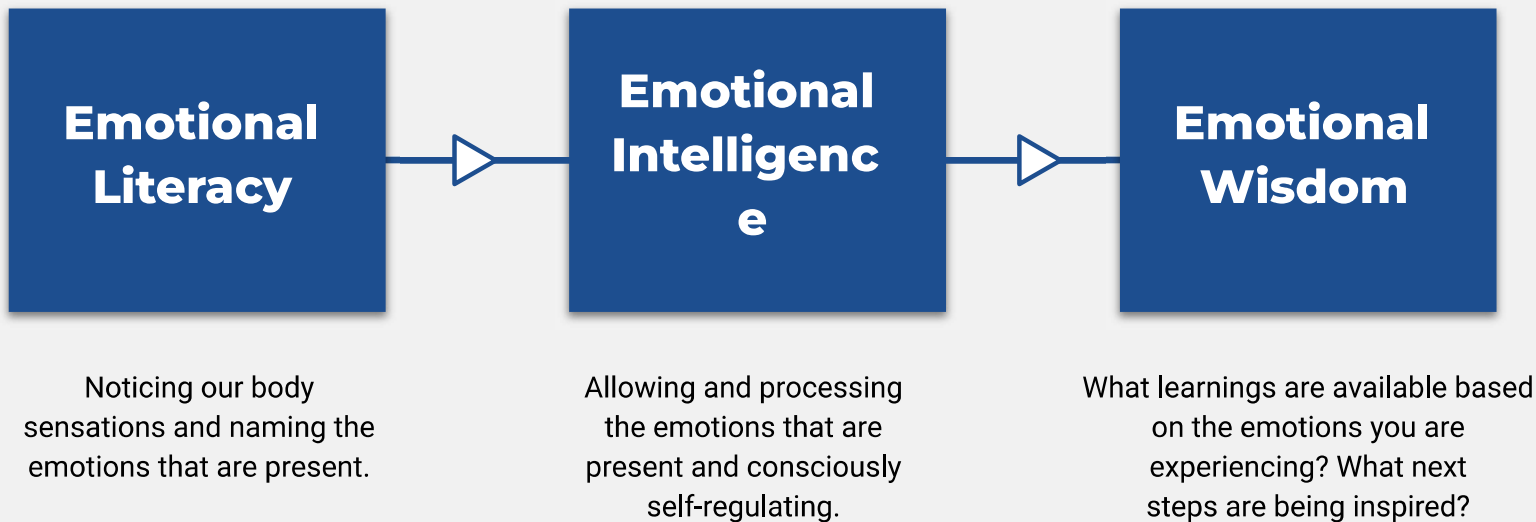 Emotional
Literacy
Emotional
Intelligenc
e
Emotional
Wisdom
Noticing our body
sensations and naming the
emotions that are present.
Allowing and processing
the emotions that are
present and consciously
self-regulating.
What learnings are available based
on the emotions you are
experiencing? What next
steps are being inspired?